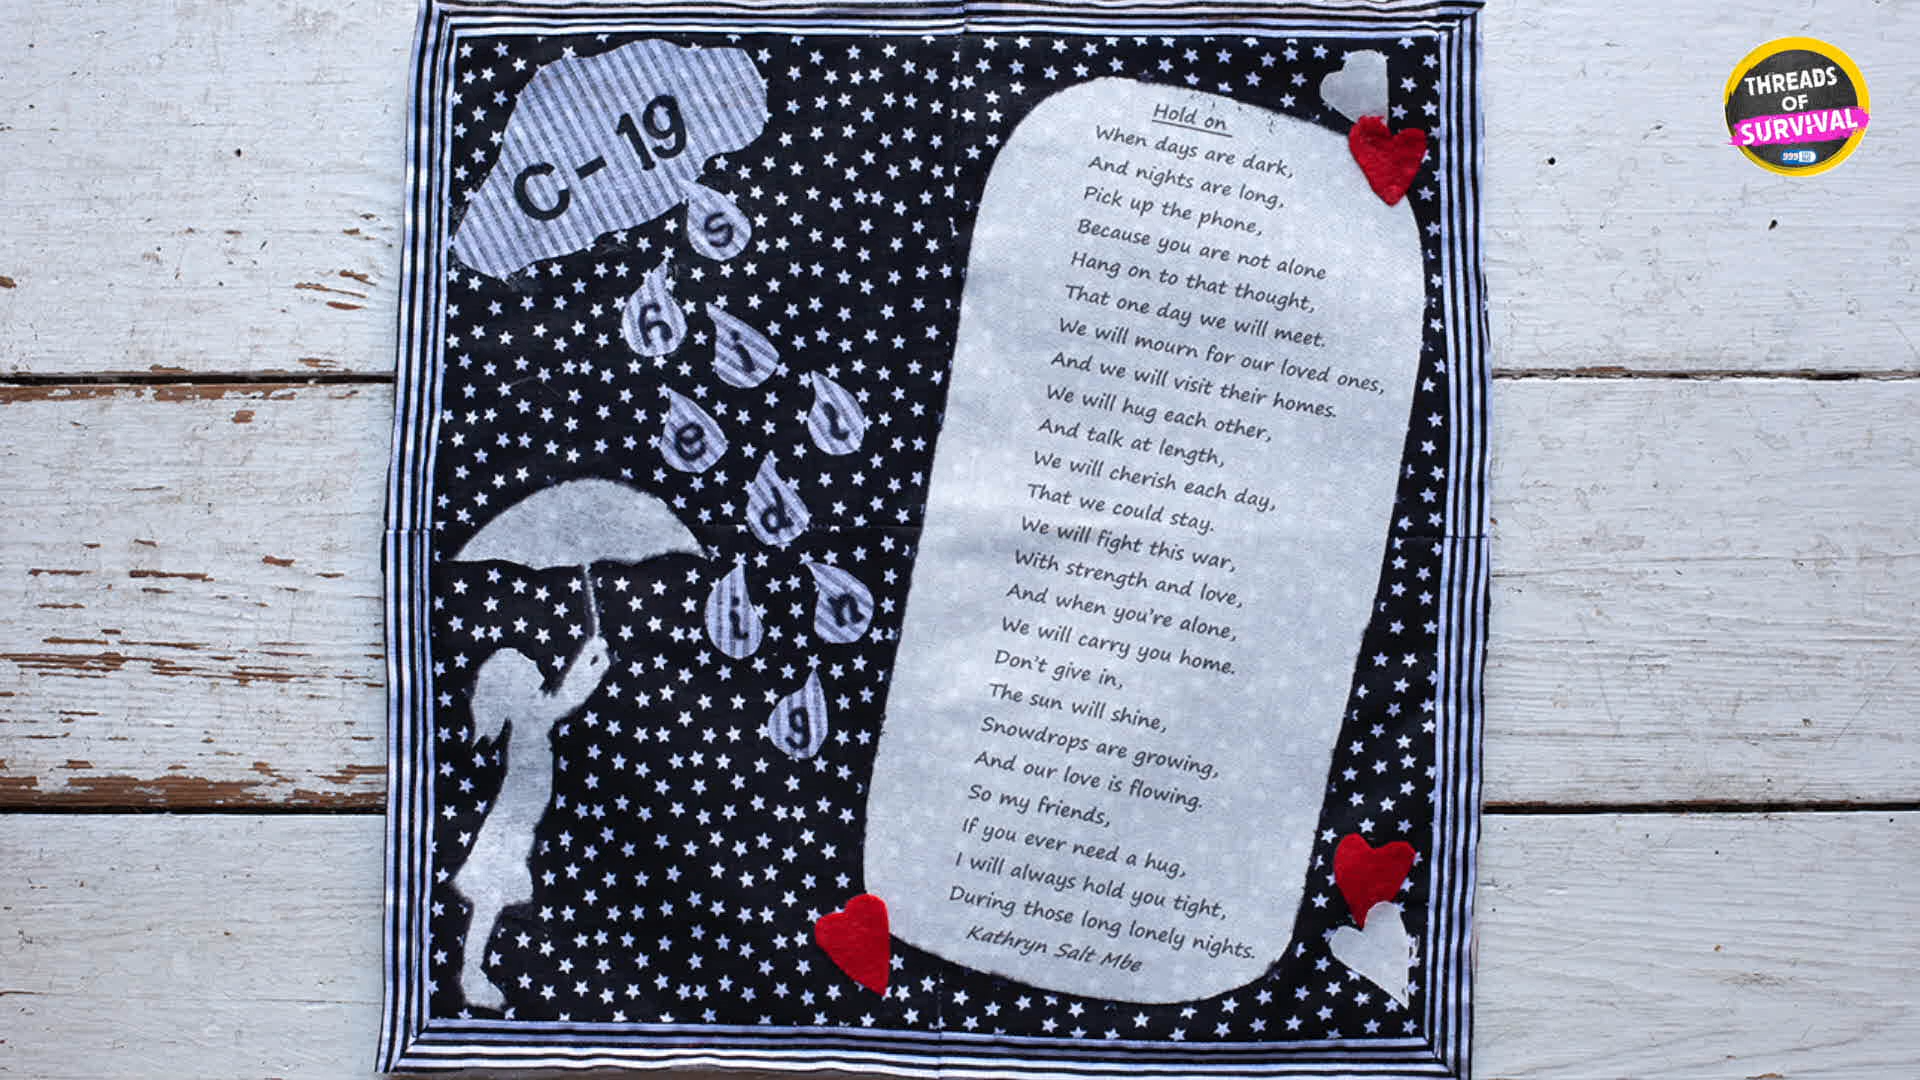 C-19
s
h
i
e
l
d
i
n
g
Hold on
When days are dark,
And nights are long,
Pick up the phone,
Because you are not alone
Hang on to that thought,
That one day we will meet.
We will mourn for our loved ones,
And we will visit their homes.
We will hug each other,
And talk at length,
We will cherish each day,
That we could stay.
We will fight this war,
With strength and love,
And when you're alone,
We will carry you home.
Don't give in,
The sun will shine,
Snowdrops are growing,
And our love is flowing.
So my friends,
If you ever need a hug,
I will always hold you tight,
During those long lonely nights.
Kathryn Salt Mbe
THREADS
OF
SURVIVAL
999